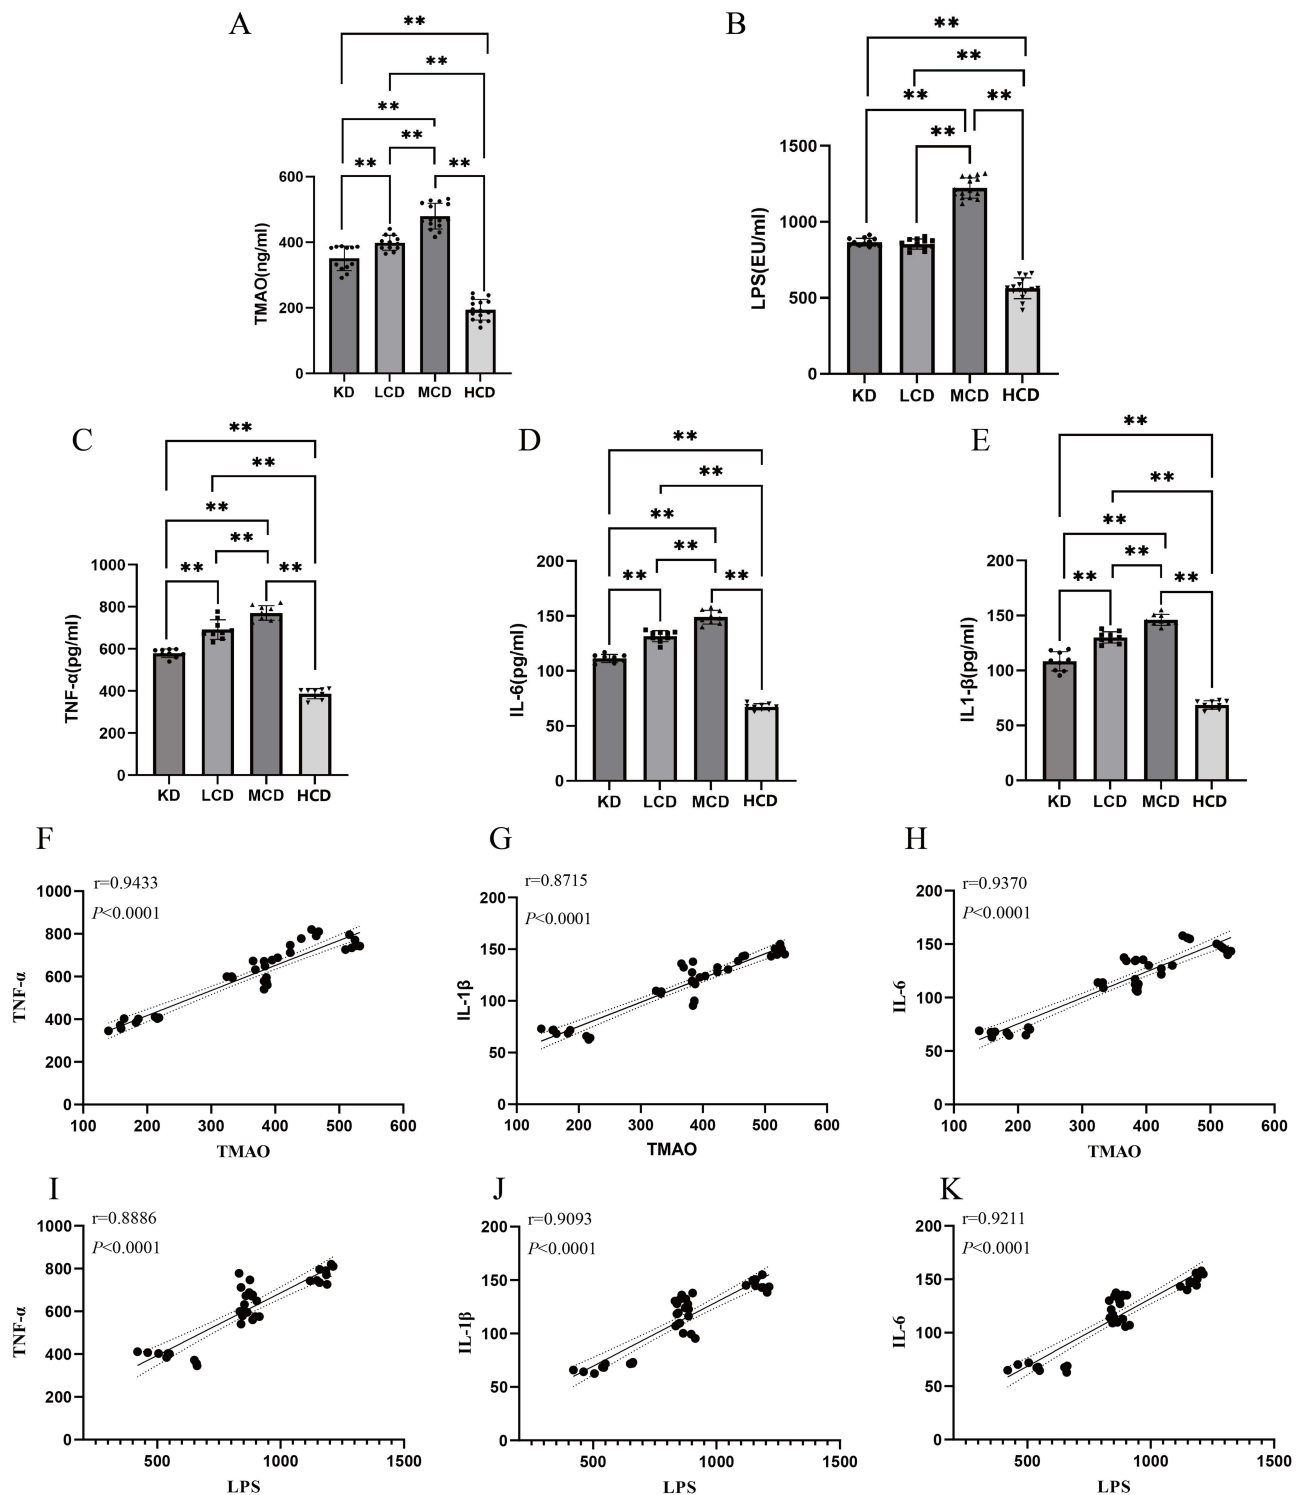 A
B
** ** ** ** ** **
** ** ** ** **
TMAO(ng/ml)
600
400
200
0
KD LCD MCD HCD
LPS(EU/ml)
1500
1000
500
0
KD LCD MCD HCD
C
D
E
** ** ** ** ** **
** ** ** ** ** **
** ** ** ** ** **
TNF-α(pg/ml)
1000
800
600
400
200
0
KD LCD MCD HCD
IL-6(pg/ml)
200
150
100
50
0
KD LCD MCD HCD
IL1-β(pg/ml)
200
150
100
50
0
KD LCD MCD HCD
F
r=0.9433
P<0.0001
TNF-α
1000
800
600
400
200
0
100 200 300 400 500 600
TMAO
G
r=0.8715
P<0.0001
IL-1β
200
150
100
50
0
100 200 300 400 500 600
TMAO
H
r=0.9370
P<0.0001
IL-6
200
150
100
50
0
100 200 300 400 500 600
TMAO
I
r=0.8886
P<0.0001
TNF-α
1000
800
600
400
200
0
500 1000 1500
LPS
J
r=0.9093
P<0.0001
IL-1β
200
150
100
50
0
500 1000 1500
LPS
K
r=0.9211
P<0.0001
IL-6
200
150
100
50
0
500 1000 1500
LPS